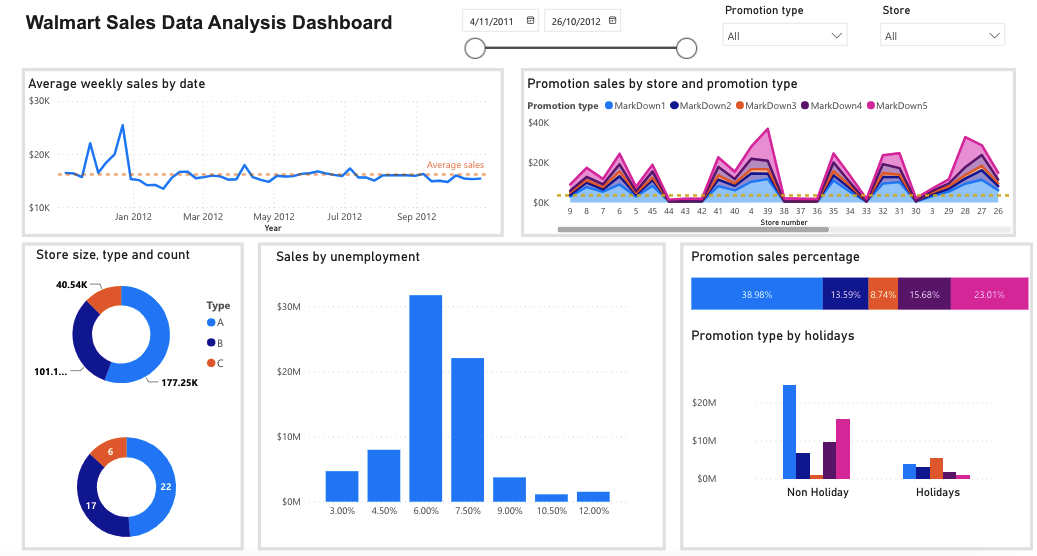 Walmart Sales Data Analysis Dashboard
4/11/2011
26/10/2012
Promotion type
All
Store
All
Average weekly sales by date
$30K
$20K
$10K
Average sales
Jan 2012 Mar 2012 May 2012 Jul 2012 Sep 2012
Year
Promotion sales by store and promotion type
Promotion type MarkDown1 MarkDown2 MarkDown3 MarkDown4 MarkDown5
$40K
$20K
$0K
9 8 7 6 5 45 44 43 42 41 40 4 39 38 37 36 35 34 33 32 31 30 3 29 28 27 26
Store number
Store size, type and count
40.54K
101.1...
177.25K
Type
A
B
C
6
22
17
Sales by unemployment
$30M
$20M
$10M
$0M
3.00% 4.50% 6.00% 7.50% 9.00% 10.50% 12.00%
Promotion sales percentage
38.98% 13.59% 8.74% 15.68% 23.01%
Promotion type by holidays
$20M
$10M
$0M
Non Holiday Holidays